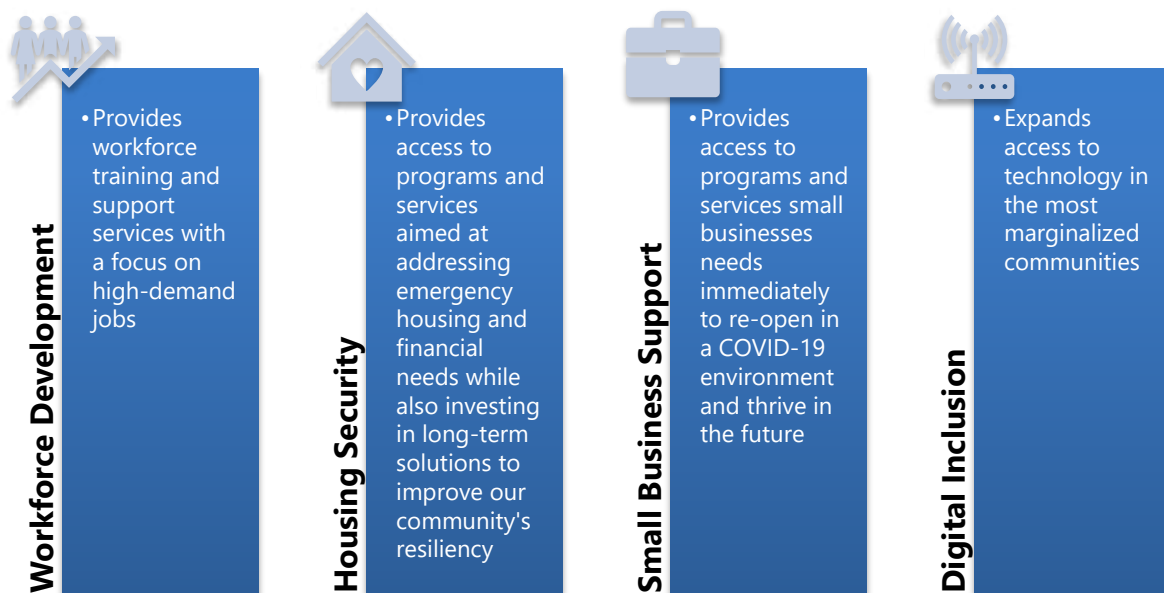 Workforce Development
•Provides
workforce
training and
support
services with
a focus on
high-demand
jobs
Housing Security
•Provides
access to
programs and
services
aimed at
addressing
emergency
housing and
financial
needs while
also investing
in long-term
solutions to
improve our
community's
resiliency
Small Business Support
•Provides
access to
programs and
services small
businesses
needs
immediately
to re-open in
a COVID-19
environment
and thrive in
the future
Digital Inclusion
•Expands
access to
technology in
the most
marginalized
communities